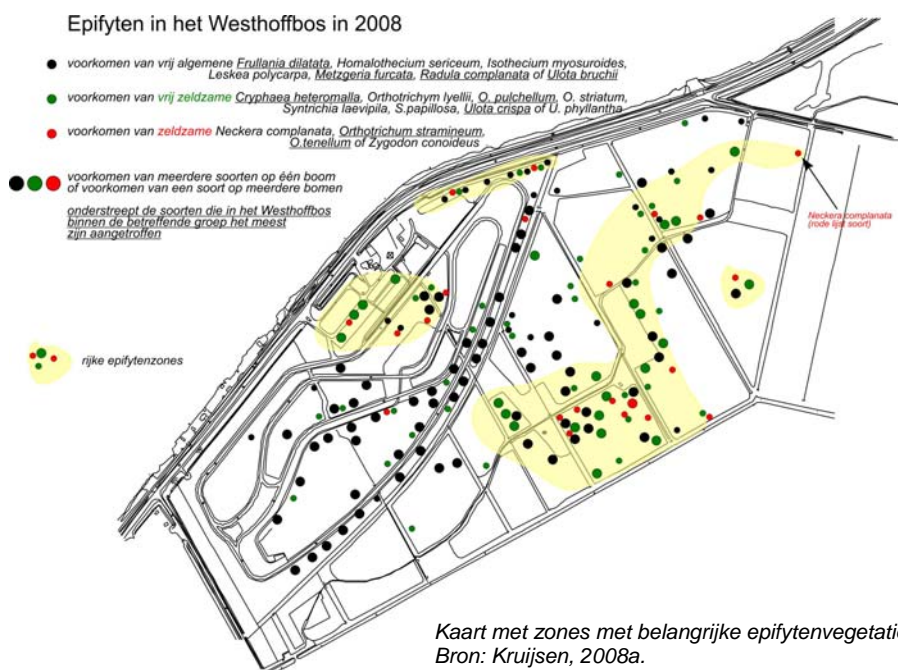 Epifyten in het Westhoffbos in 2008
voorkomen van vrij algemene Frullania dilatata, Homalothecium sericeum, Isothecium myosuroides,
Leskea polycarpa, Metzgeria furcata, Radula complanata of Ulota bruchii
voorkomen van vrij zeldzame Cryphaea heteromalla, Orthotrichym lyellii, O. pulchellum, O. striatum,
Syntrichia laevipila, S.papillosa, Ulota crispa of U. phyllantha
voorkomen van zeldzame Neckera complanata, Orthotrichum stramineum,
O.tenellum of Zygodon conoideus
voorkomen van meerdere soorten op één boom
of voorkomen van een soort op meerdere bomen
onderstreept de soorten die in het Westhoffbos
binnen de betreffende groep het meest
zijn aangetroffen
Neckera complanata
(rode lijst soort)
rijke epifytenzones
Kaart met zones met belangrijke epifytenvegetatie
Bron: Kruijsen, 2008a.